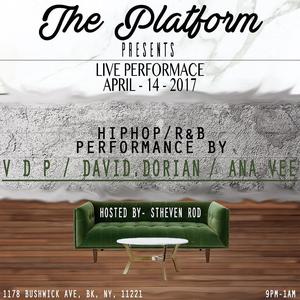 The Platform
PRESENTS
LIVE PERFORMACE
APRIL - 14 - 2017
HIPHOP/R&B
PERFORMANCE BY
V D P / DAVID,DORIAN / ANA VEE
HOSTED BY- STHEVEN ROD
1178 BUSHWICK AVE, BK, NY, 11221
9PM-1AM